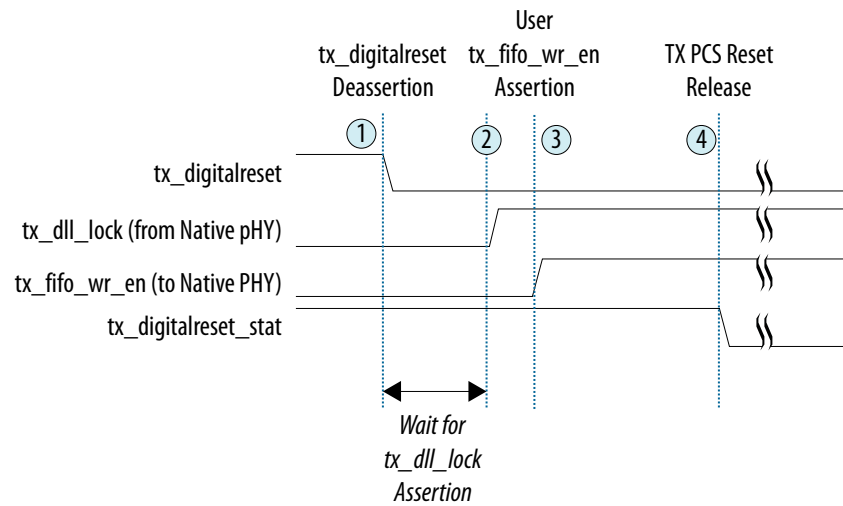 User
tx_digitalreset tx_fifo_wr_en TX PCS Reset
Deassertion Assertion Release
1 2 3 4
tx_digitalreset
tx_dll_lock (from Native pHY)
tx_fifo_wr_en (to Native PHY)
tx_digitalreset_stat
Wait for
tx_dll_lock
Assertion